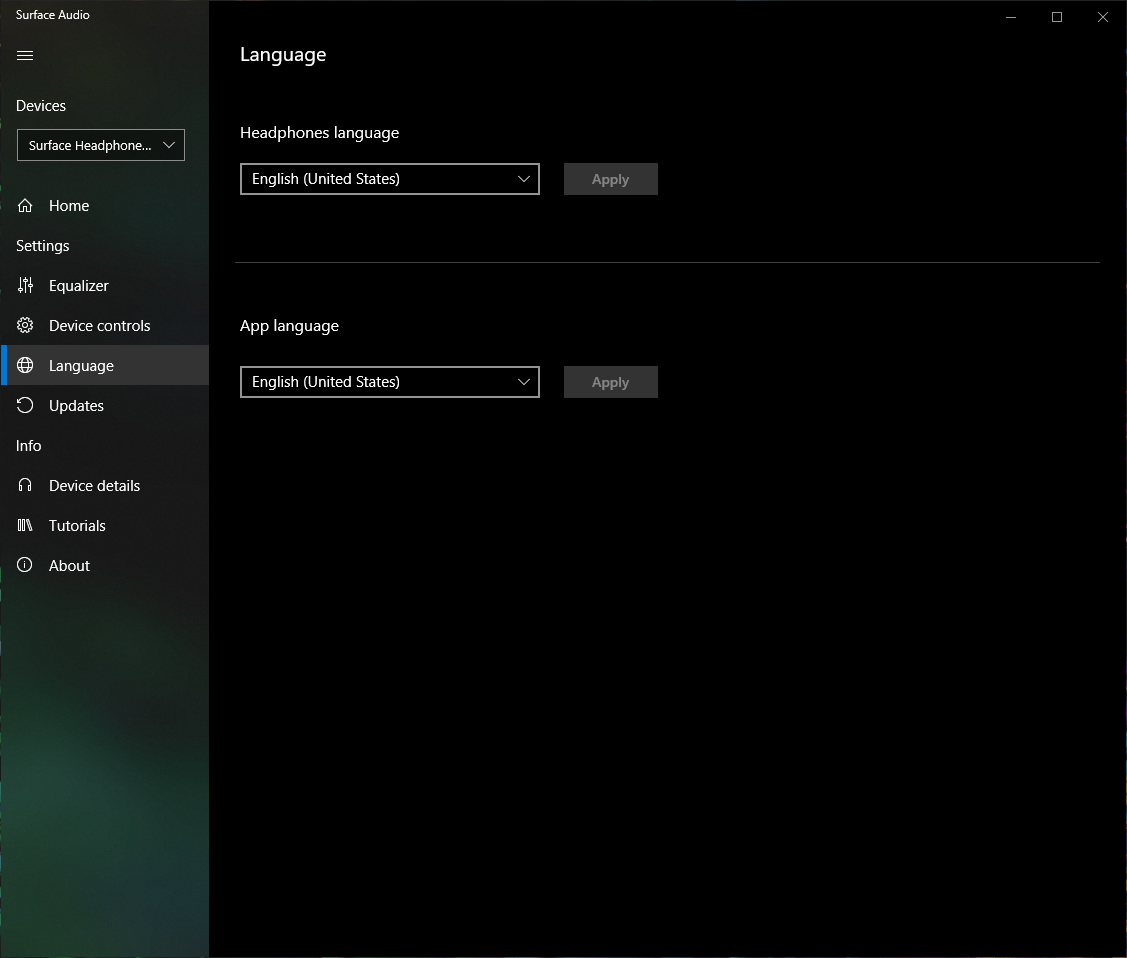 Surface Audio
Devices
Surface Headphone...
Home
Settings
Equalizer
Device controls
Language
Updates
Info
Device details
Tutorials
About
Language
Headphones language
English (United States)
Apply
App language
English (United States)
Apply